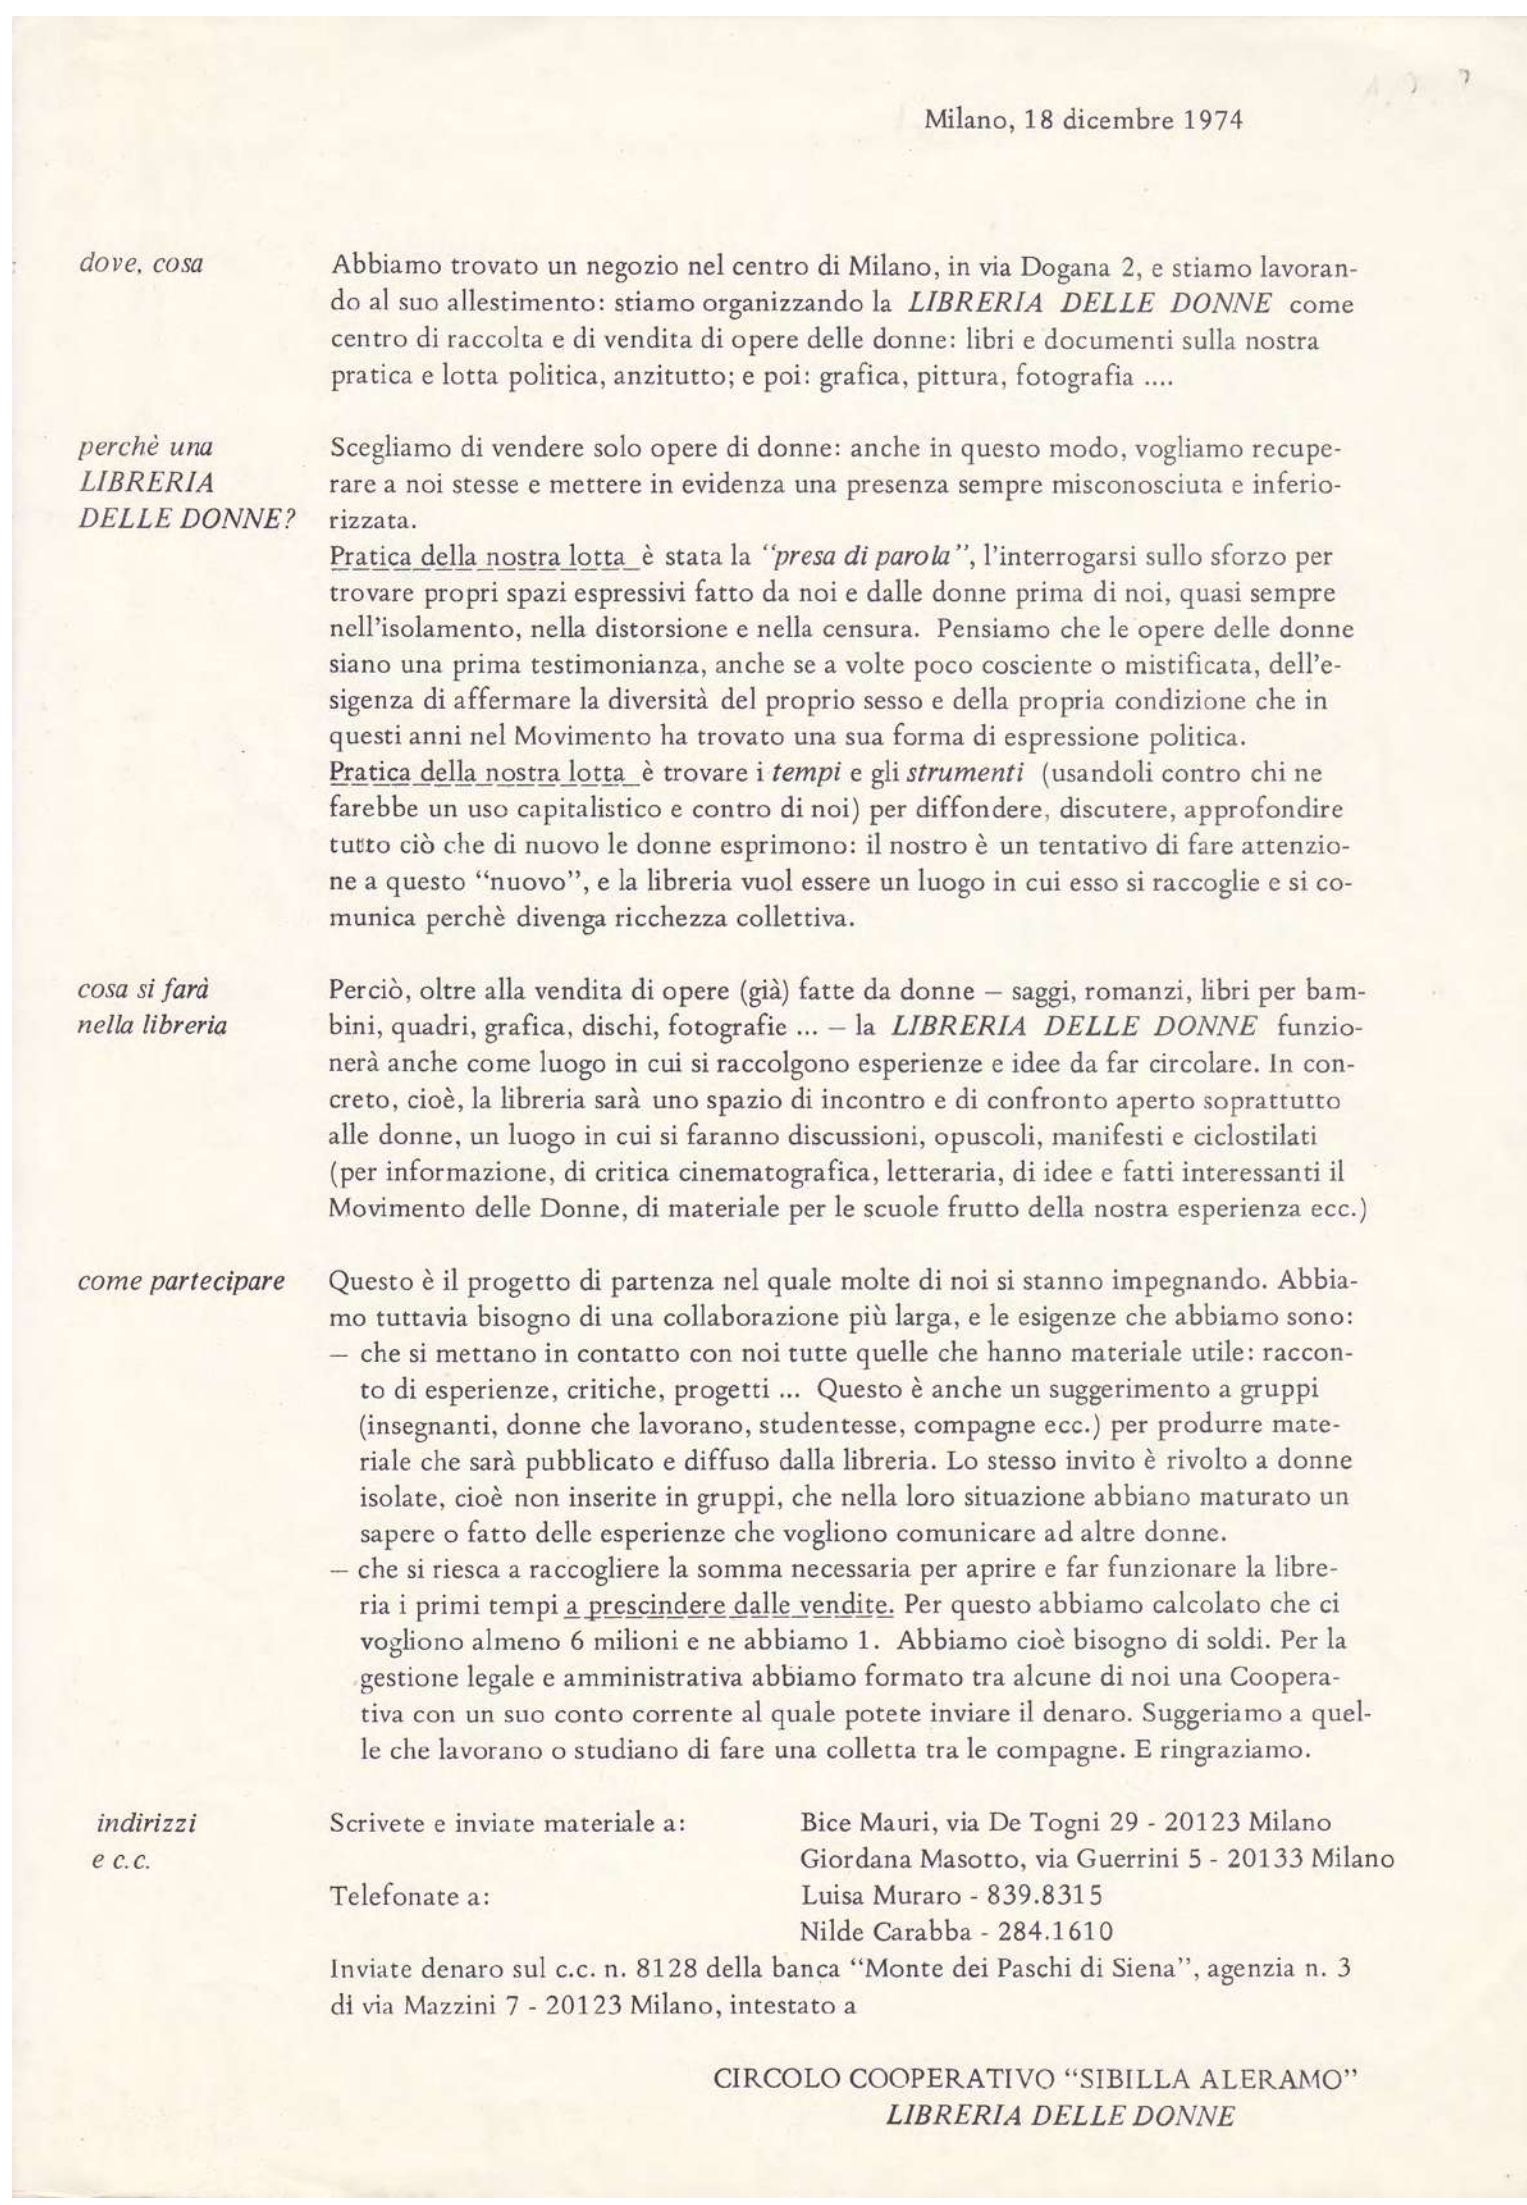 Milano, 18 dicembre 1974
dove, cosa
Abbiamo trovato un negozio nel centro di Milano, in via Dogana 2, e stiamo lavoran-
do al suo allestimento: stiamo organizzando la LIBRERIA DELLE DONNE come
centro di raccolta e di vendita di opere delle donne: libri e documenti sulla nostra
pratica e lotta politica, anzitutto; e poi: grafica, pittura, fotografia ....
perchè una
LIBRERIA
DELLE DONNE?
Scegliamo di vendere solo opere di donne: anche in questo modo, vogliamo recupe-
rare a noi stesse e mettere in evidenza una presenza sempre misconosciuta e inferio-
rizzata.
Pratica della nostra lotta è stata la “presa di parola”, l’interrogarsi sullo sforzo per
trovare propri spazi espressivi fatto da noi e dalle donne prima di noi, quasi sempre
nell’isolamento, nella distorsione e nella censura. Pensiamo che le opere delle donne
siano una prima testimonianza, anche se a volte poco cosciente o mistificata, dell’e-
sigenza di affermare la diversità del proprio sesso e della propria condizione che in
questi anni nel Movimento ha trovato una sua forma di espressione politica.
Pratica della nostra lotta è trovare i tempi e gli strumenti (usandoli contro chi ne
farebbe un uso capitalistico e contro di noi) per diffondere, discutere, approfondire
tutto ciò che di nuovo le donne esprimono: il nostro è un tentativo di fare attenzio-
ne a questo “nuovo”, e la libreria vuol essere un luogo in cui esso si raccoglie e si co-
munica perchè divenga ricchezza collettiva.
cosa si farà
nella libreria
Perciò, oltre alla vendita di opere (già) fatte da donne — saggi, romanzi, libri per bam-
bini, quadri, grafica, dischi, fotografie ... — la LIBRERIA DELLE DONNE funzio-
nerà anche come luogo in cui si raccolgono esperienze e idee da far circolare. In con-
creto, cioè, la libreria sarà uno spazio di incontro e di confronto aperto soprattutto
alle donne, un luogo in cui si faranno discussioni, opuscoli, manifesti e ciclostilati
(per informazione, di critica cinematografica, letteraria, di idee e fatti interessanti il
Movimento delle Donne, di materiale per le scuole frutto della nostra esperienza ecc.)
come partecipare
Questo è il progetto di partenza nel quale molte di noi si stanno impegnando. Abbia-
mo tuttavia bisogno di una collaborazione più larga, e le esigenze che abbiamo sono:
— che si mettano in contatto con noi tutte quelle che hanno materiale utile: raccon-
to di esperienze, critiche, progetti ... Questo è anche un suggerimento a gruppi
(insegnanti, donne che lavorano, studentesse, compagne ecc.) per produrre mate-
riale che sarà pubblicato e diffuso dalla libreria. Lo stesso invito è rivolto a donne
isolate, cioè non inserite in gruppi, che nella loro situazione abbiano maturato un
sapere o fatto delle esperienze che vogliono comunicare ad altre donne.
— che si riesca a raccogliere la somma necessaria per aprire e far funzionare la libre-
ria i primi tempi a prescindere dalle vendite. Per questo abbiamo calcolato che ci
vogliono almeno 6 milioni e ne abbiamo 1. Abbiamo cioè bisogno di soldi. Per la
gestione legale e amministrativa abbiamo formato tra alcune di noi una Coopera-
tiva con un suo conto corrente al quale potete inviare il denaro. Suggeriamo a quel-
le che lavorano o studiano di fare una colletta tra le compagne. E ringraziamo.
indirizzi
e c.c.
Scrivete e inviate materiale a: Bice Mauri, via De Togni 29 - 20123 Milano
Giordana Masotto, via Guerrini 5 - 20133 Milano
Telefonate a: Luisa Muraro - 839.8315
Nilde Carabba - 284.1610
Inviate denaro sul c.c. n. 8128 della banca “Monte dei Paschi di Siena”, agenzia n. 3
di via Mazzini 7 - 20123 Milano, intestato a
CIRCOLO COOPERATIVO “SIBILLA ALERAMO”
LIBRERIA DELLE DONNE